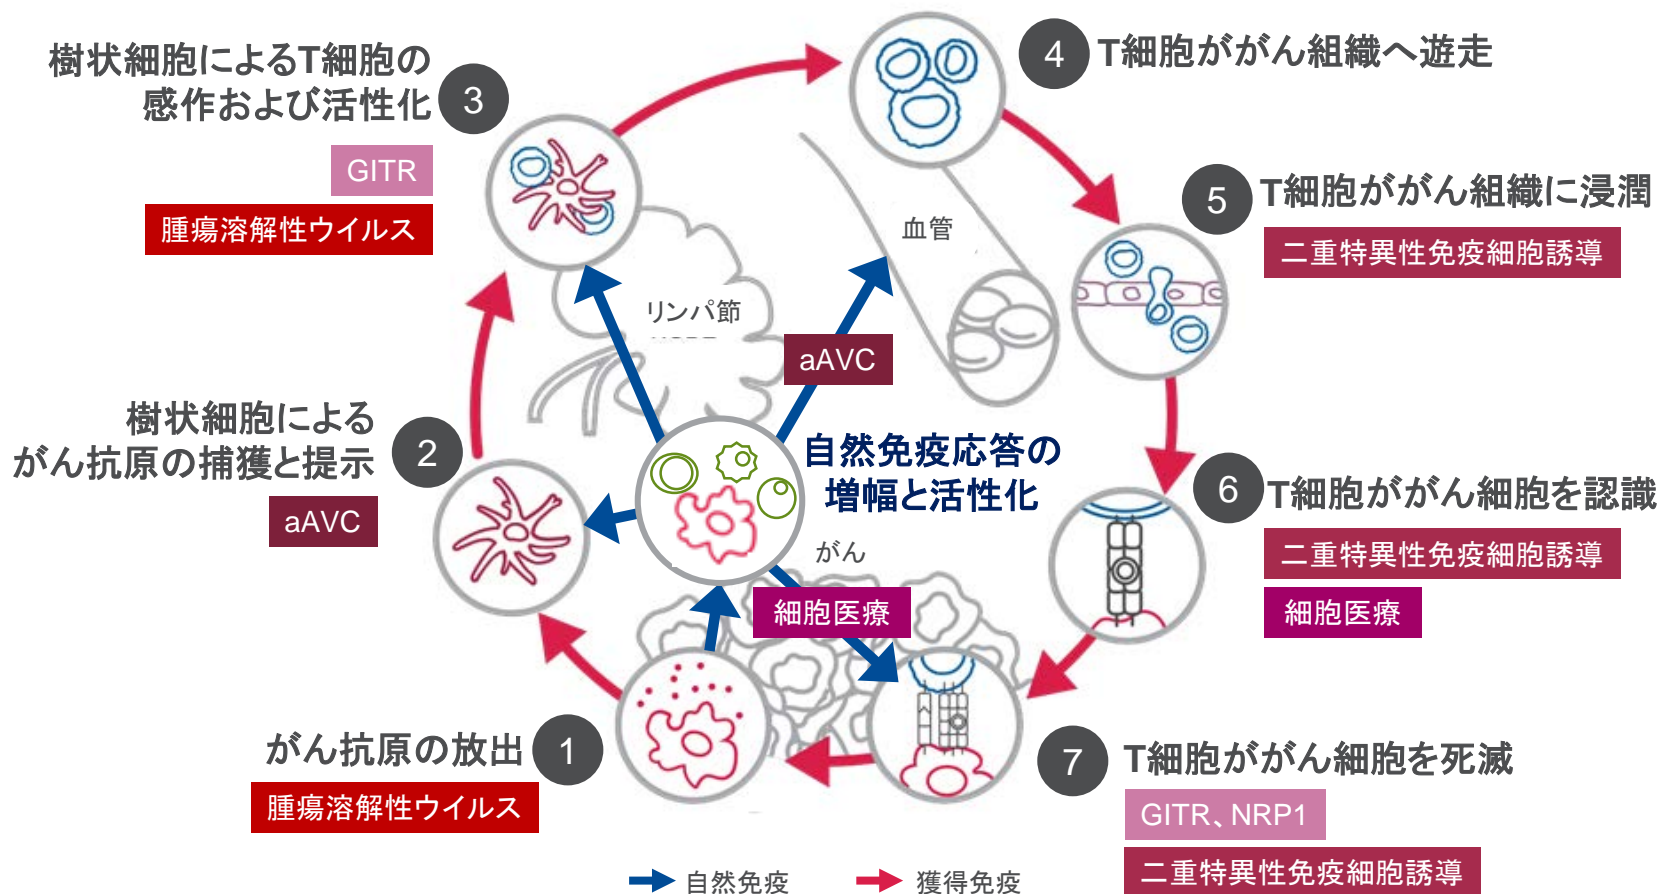 樹状細胞によるT細胞の
感作および活性化
3
GITR
腫瘍溶解性ウイルス
4
T細胞ががん組織へ遊走
5
T細胞ががん組織に浸潤
二重特異性免疫細胞誘導
血管
リンパ節
aAVC
樹状細胞による
がん抗原の捕獲と提示
2
aAVC
自然免疫応答の
増幅と活性化
がん
細胞医療
6
T細胞ががん細胞を認識
二重特異性免疫細胞誘導
細胞医療
がん抗原の放出
1
腫瘍溶解性ウイルス
7
T細胞ががん細胞を死滅
GITR、NRP1
二重特異性免疫細胞誘導
自然免疫
獲得免疫